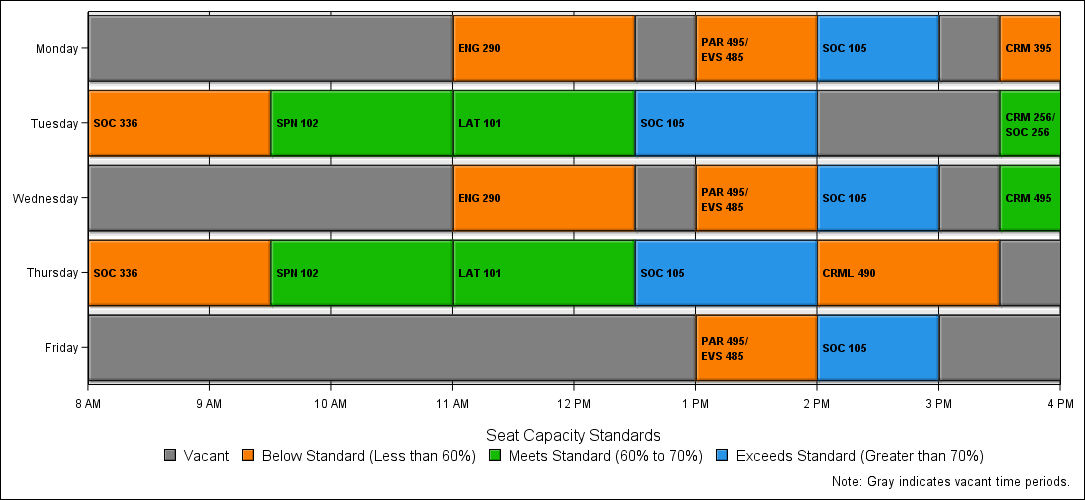 Monday
ENG 290
PAR 495/
EVS 485
SOC 105
CRM 395
Tuesday
SOC 336
SPN 102
LAT 101
SOC 105
CRM 256/
SOC 256
Wednesday
ENG 290
PAR 495/
EVS 485
SOC 105
CRM 495
Thursday
SOC 336
SPN 102
LAT 101
SOC 105
CRML 490
Friday
PAR 495/
EVS 485
SOC 105
8 AM 9 AM 10 AM 11 AM 12 PM 1 PM 2 PM 3 PM 4 PM
Seat Capacity Standards
Vacant Below Standard (Less than 60%) Meets Standard (60% to 70%) Exceeds Standard (Greater than 70%)
Note: Gray indicates vacant time periods.